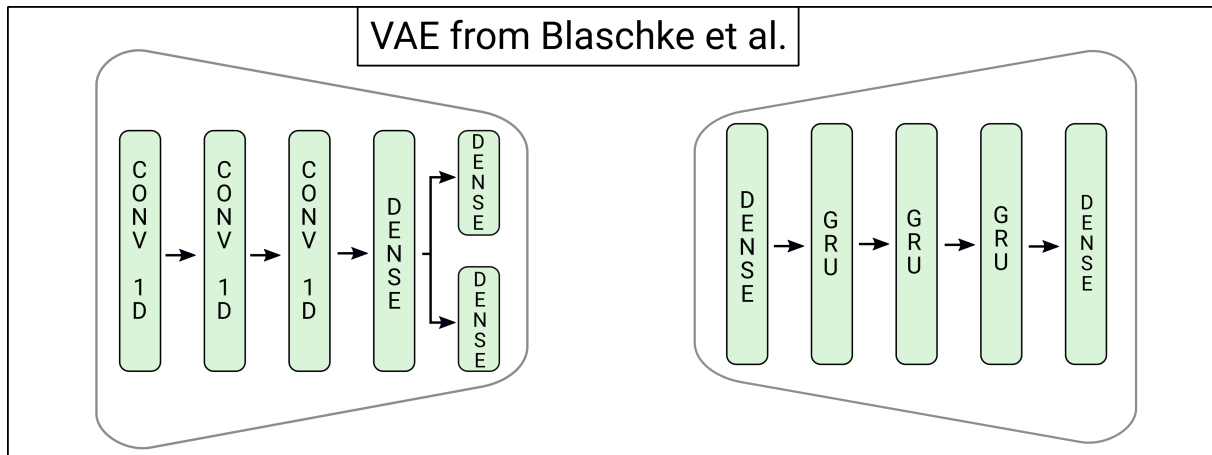 VAE from Blaschke et al.
CONV 1D
CONV 1D
CONV 1D
DENSE
DENSE
DENSE
DENSE
GRU
GRU
GRU
DENSE